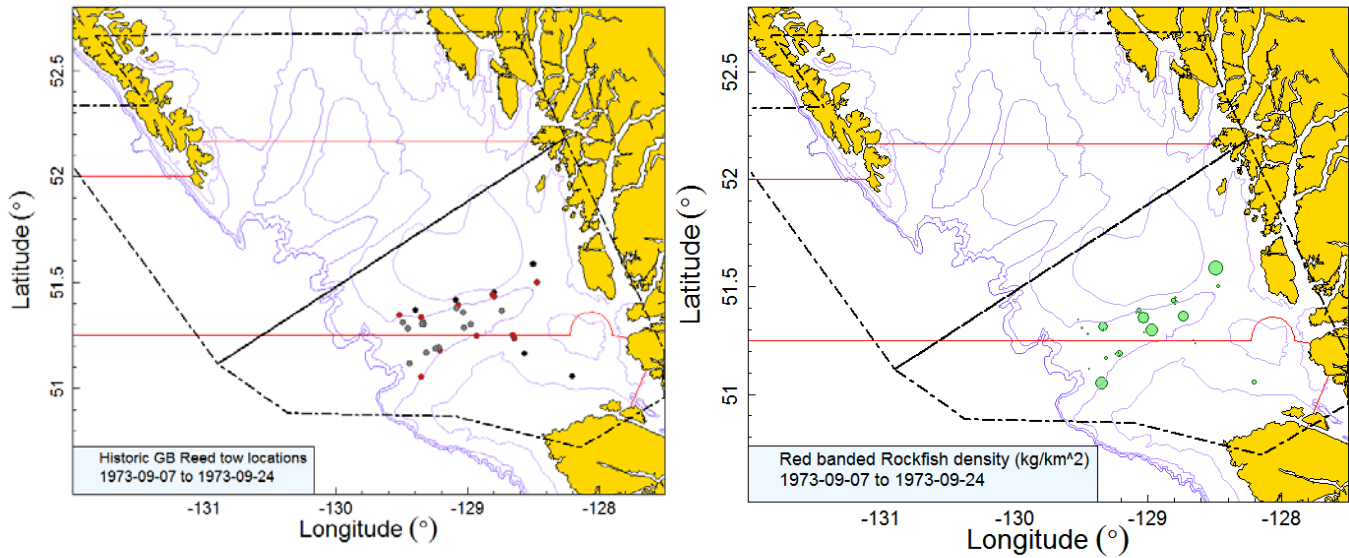 52.5
52
51.5
51
Latitude (°)
Historic GB Reed tow locations
1973-09-07 to 1973-09-24
-131
-130
-129
-128
Longitude (°)
52.5
52
51.5
51
Latitude (°)
Red banded Rockfish density (kg/km^2)
1973-09-07 to 1973-09-24
-131
-130
-129
-128
Longitude (°)